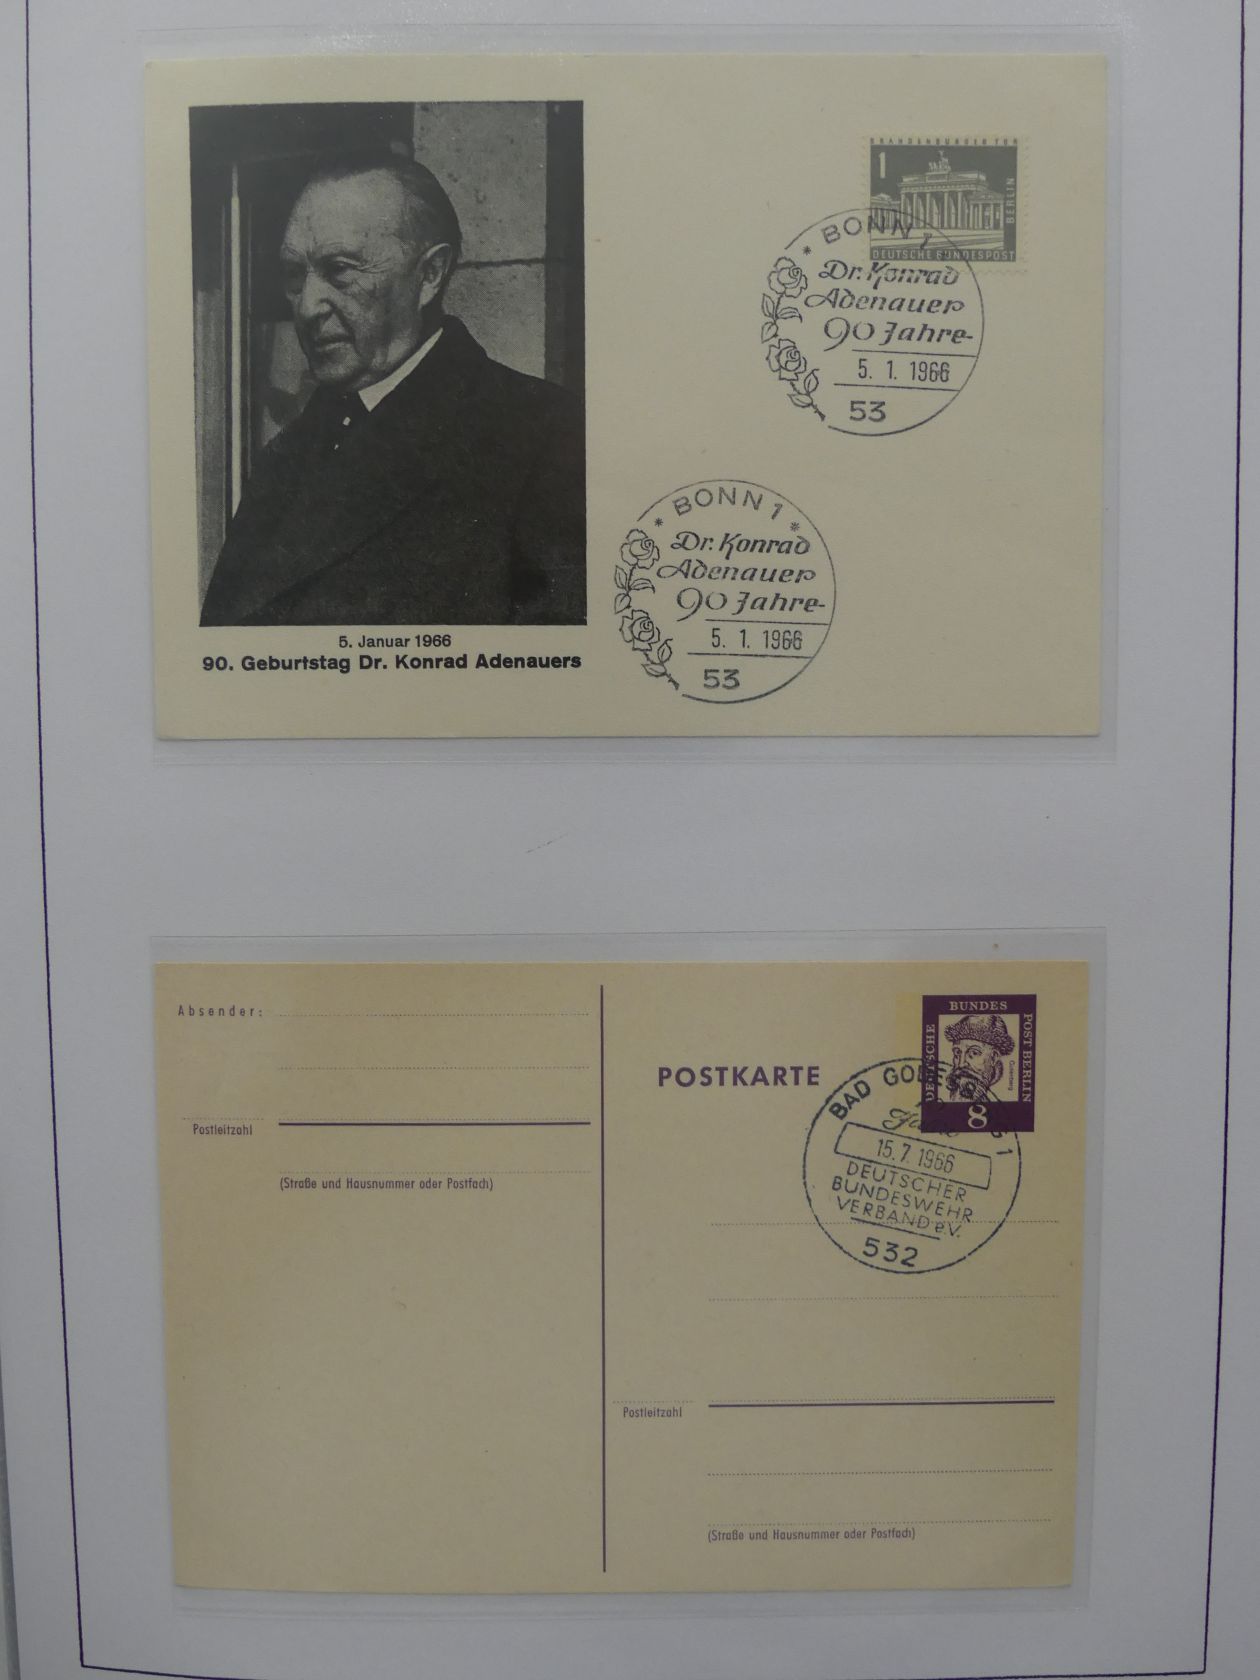 BRANDENBURGER TOR
1
BERLIN
DEUTSCHE BUNDESPOST
* BONN 1
Dr. Konrad
Adenauer
90 Jahre
5. 1. 1966
53
* BONN 1 *
Dr. Konrad
Adenauer
90 Jahre
5. 1. 1966
53
5. Januar 1966
90. Geburtstag Dr. Konrad Adenauers
Absender:
Postleitzahl
(Straße und Hausnummer oder Postfach)
POSTKARTE
DEUTSCHE
BUNDES
POST BERLIN
Gutenberg
8
BAD GODESBERG 1
15.7.1966
DEUTSCHER
BUNDESWEHR
VERBAND e.V.
532
Postleitzahl
(Straße und Hausnummer oder Postfach)